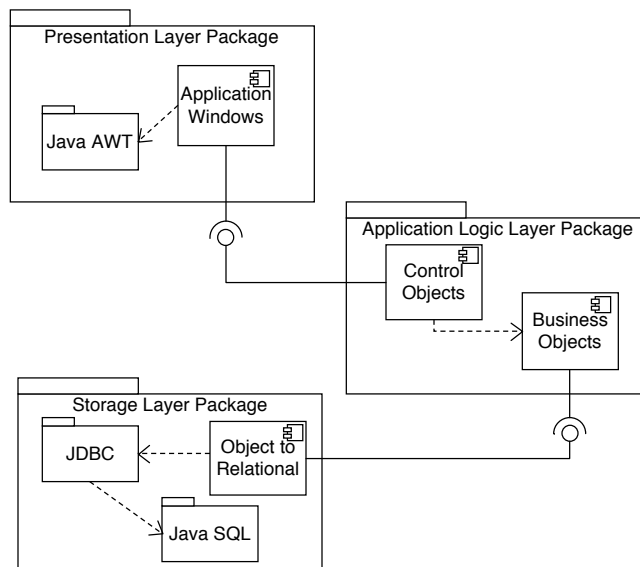 Presentation Layer Package
Application
Windows
Java AWT
Application Logic Layer Package
Control
Objects
Business
Objects
Storage Layer Package
JDBC
Object to
Relational
Java SQL